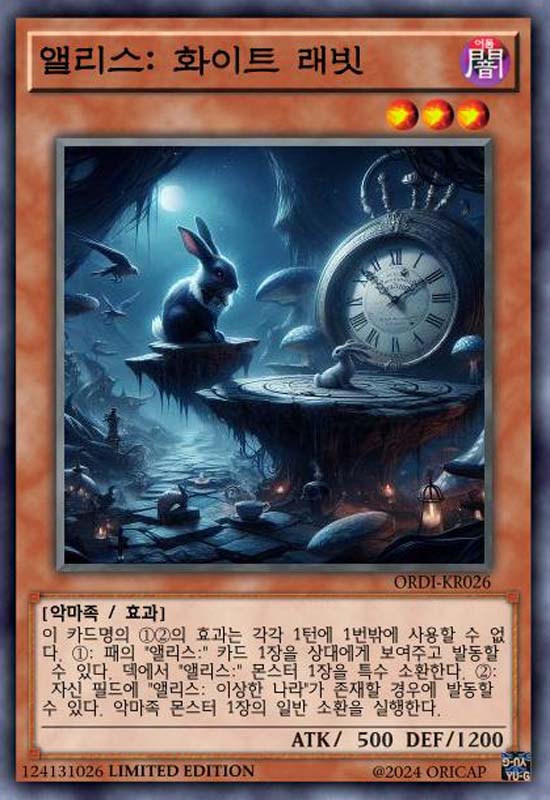 앨리스: 화이트 래빗
어둠
闇
ORDI-KR026
[악마족 / 효과]
이 카드명의 ①②의 효과는 각각 1턴에 1번밖에 사용할 수 없
다. ①: 패의 "앨리스:" 카드 1장을 상대에게 보여주고 발동할
수 있다. 덱에서 "앨리스:" 몬스터 1장을 특수 소환한다. ②:
자신 필드에 "앨리스: 이상한 나라"가 존재할 경우에 발동할
수 있다. 악마족 몬스터 1장의 일반 소환을 실행한다.
ATK/ 500 DEF/1200
124131026 LIMITED EDITION
©2024 ORICAP